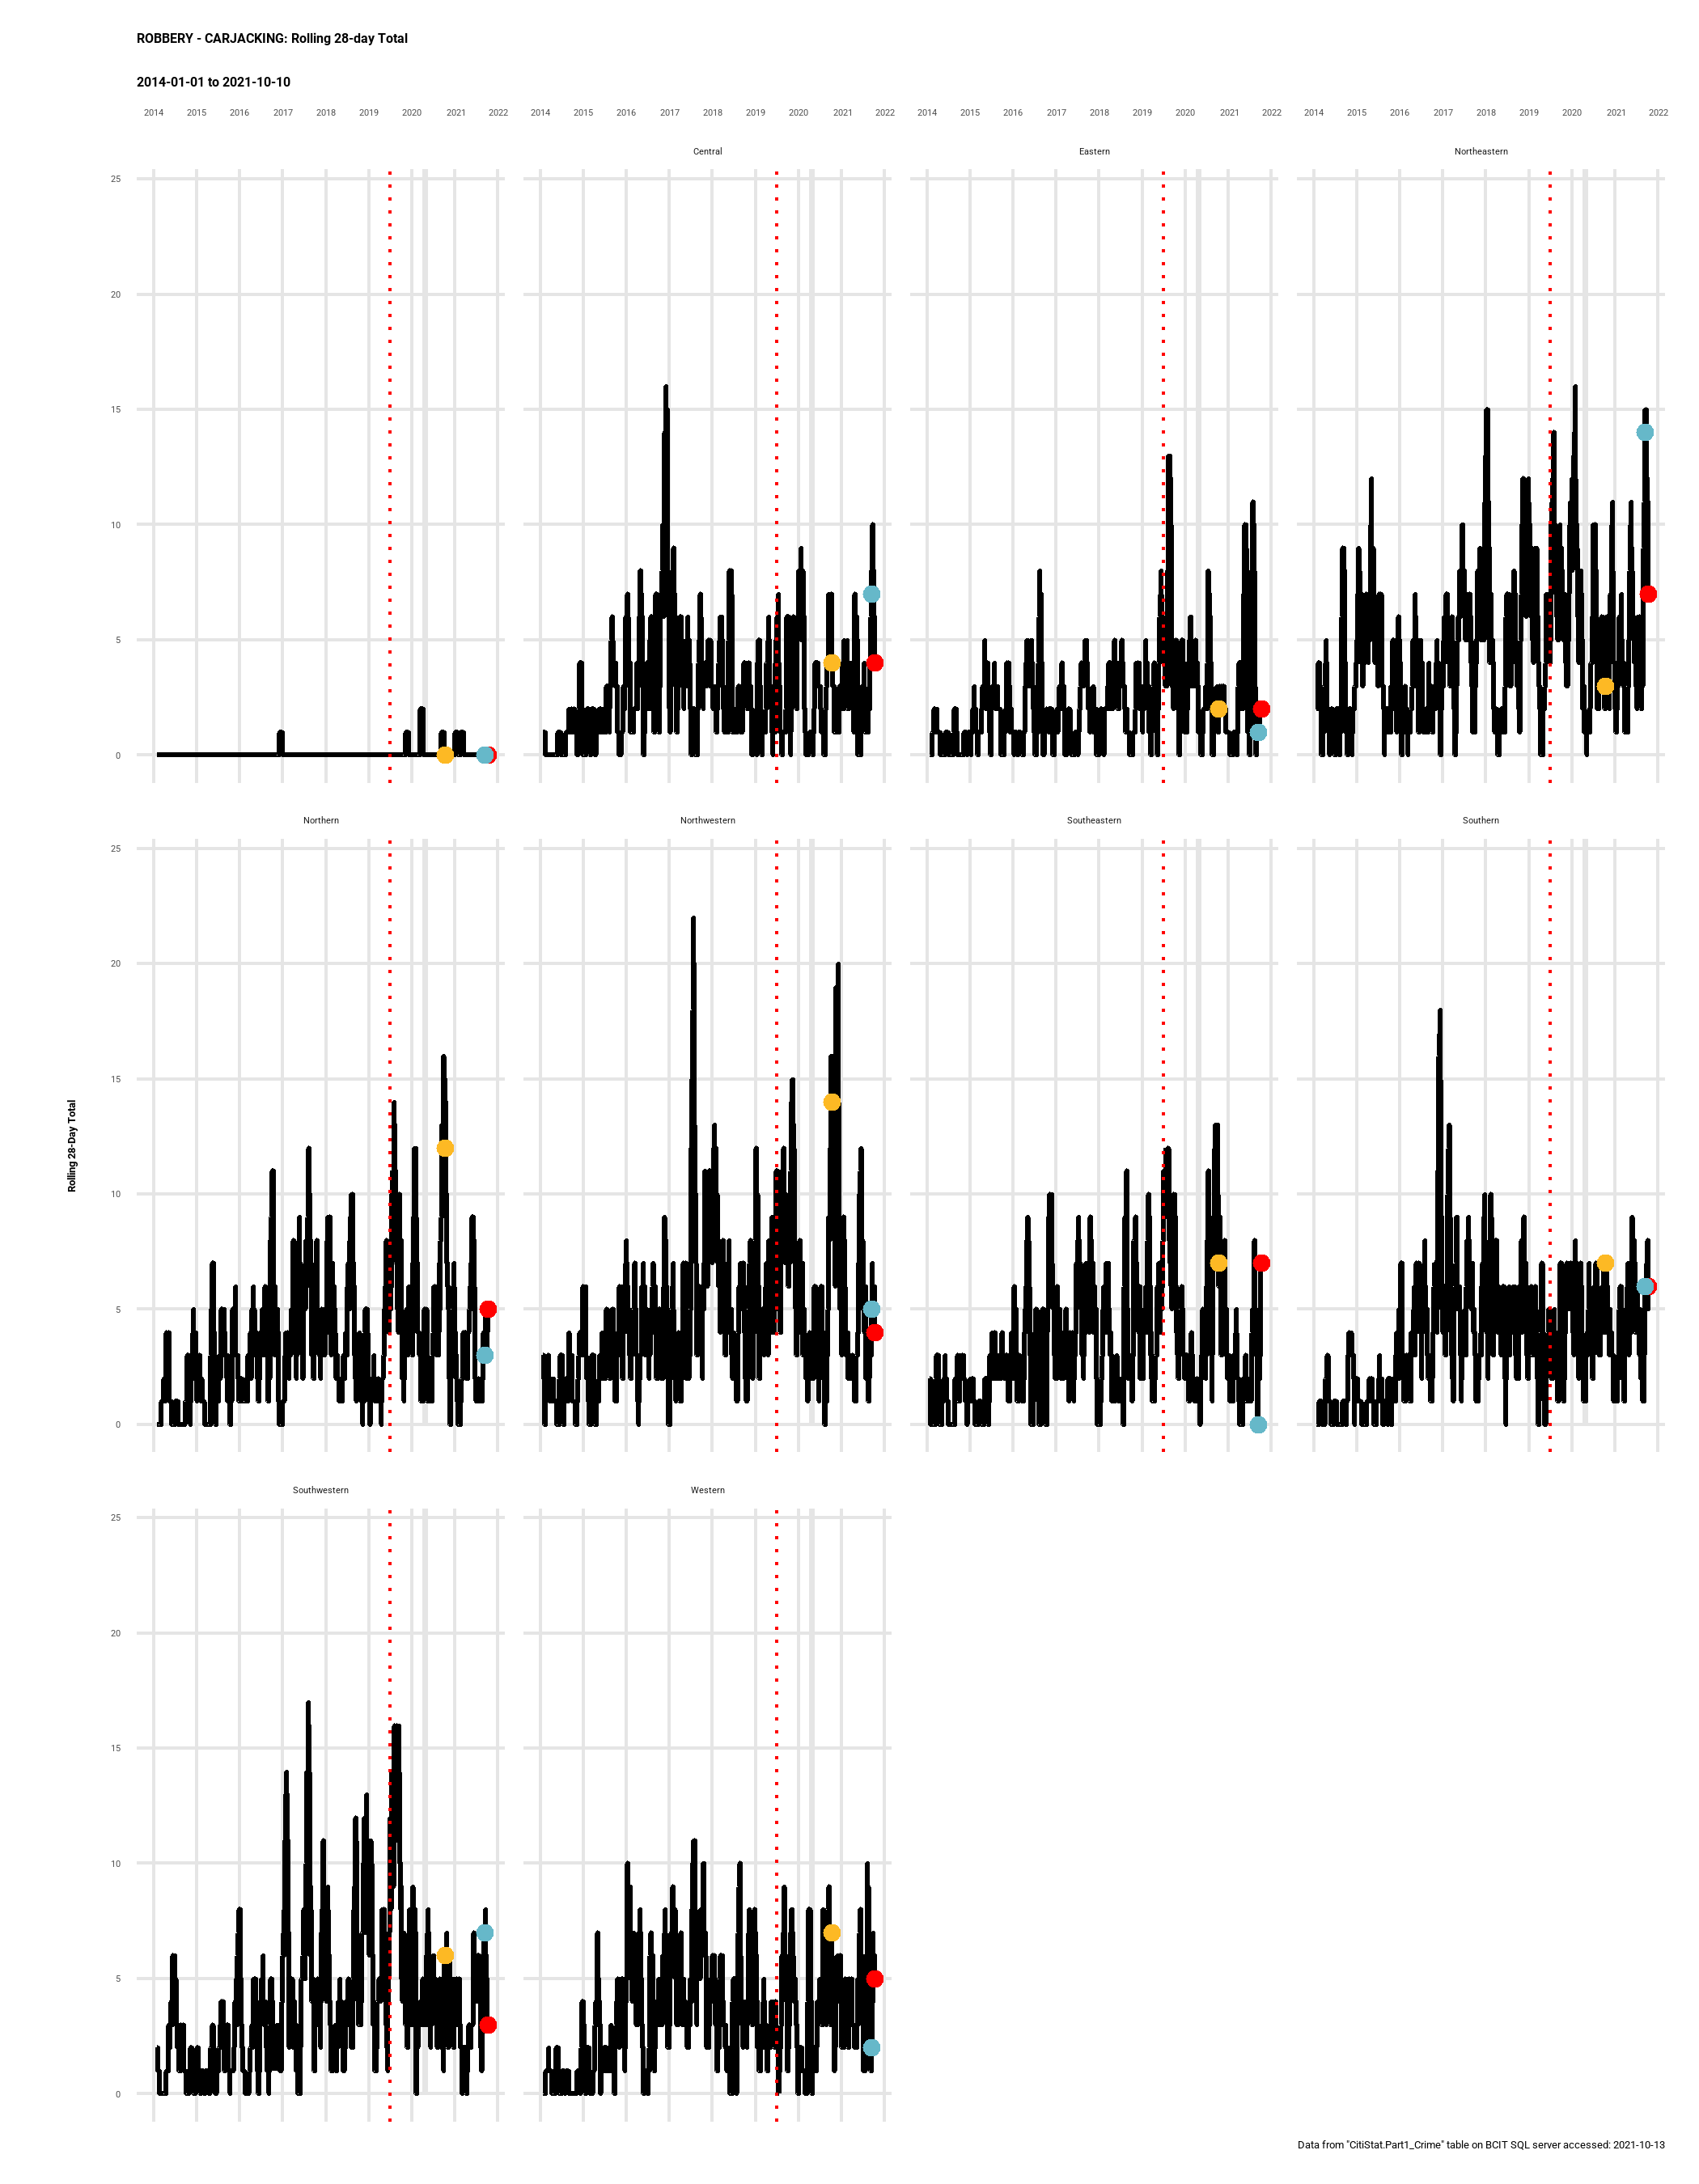 ROBBERY - CARJACKING: Rolling 28-day Total
2014-01-01 to 2021-10-10
2014 2015 2016 2017 2018 2019 2020 2021 2022 2014 2015 2016 2017 2018 2019 2020 2021 2022 2014 2015 2016 2017 2018 2019 2020 2021 2022 2014 2015 2016 2017 2018 2019 2020 2021 2022
Central Eastern Northeastern
25
20
15
10
5
0
Northern Northwestern Southeastern Southern
25
20
15
10
5
0
Rolling 28-Day Total
Southwestern Western
25
20
15
10
5
0
Data from "CitiStat.Part1_Crime" table on BCIT SQL server accessed: 2021-10-13